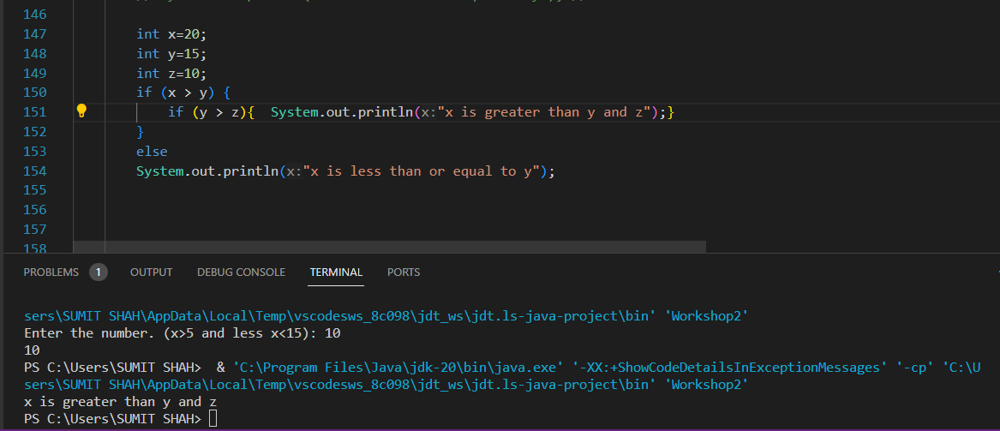 146
147 int x=20;
148 int y=15;
149 int z=10;
150 if (x > y) {
151 if (y > z){  System.out.println(x:"x is greater than y and z");}
152 }
153 else
154 System.out.println(x:"x is less than or equal to y");
155
156
157
158
PROBLEMS 1 OUTPUT DEBUG CONSOLE TERMINAL PORTS
sers\SUMIT SHAH\AppData\Local\Temp\vscodesws_8c098\jdt_ws\jdt.ls-java-project\bin' 'Workshop2'
Enter the number. (x>5 and less x<15): 10
10
PS C:\Users\SUMIT SHAH>  & 'C:\Program Files\Java\jdk-20\bin\java.exe' '-XX:+ShowCodeDetailsInExceptionMessages' '-cp' 'C:\U
sers\SUMIT SHAH\AppData\Local\Temp\vscodesws_8c098\jdt_ws\jdt.ls-java-project\bin' 'Workshop2'
x is greater than y and z
PS C:\Users\SUMIT SHAH>